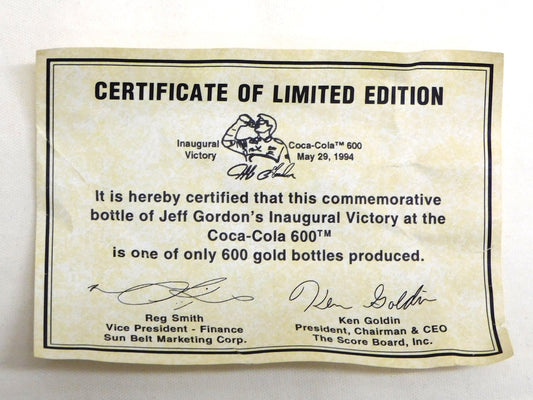 CERTIFICATE OF LIMITED EDITION
Inaugural Coca-Cola™ 600
Victory May 29, 1994
It is hereby certified that this commemorative
bottle of Jeff Gordon's Inaugural Victory at the
Coca-Cola 600™
is one of only 600 gold bottles produced.
Ken Goldin
Reg Smith
Vice President - Finance
Sun Belt Marketing Corp.
Ken Goldin
President, Chairman & CEO
The Score Board, Inc.